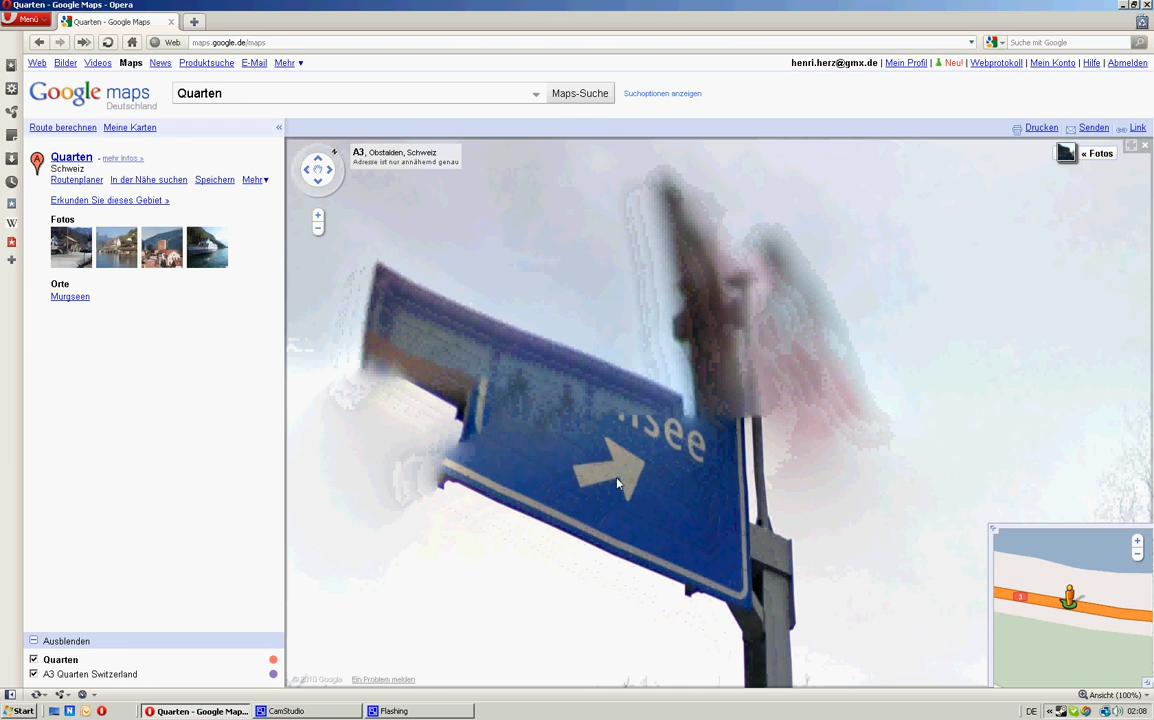 Quarten - Google Maps - Opera
Menü
Quarten - Google Maps
Web
maps.google.de/maps
Suche mit Google
Web Bilder Videos Maps News Produktsuche E-Mail Mehr ▼
henri.herz@gmx.de | Mein Profil | Neu! | Webprotokoll | Mein Konto | Hilfe | Abmelden
Google maps
Deutschland
Quarten
Maps-Suche
Suchoptionen anzeigen
Route berechnen Meine Karten «
Drucken Senden Link
A
Quarten - mehr Infos »
Schweiz
Routenplaner In der Nähe suchen Speichern Mehr▼
Erkunden Sie dieses Gebiet »
Fotos
Orte
Murgseen
A3, Obstalden, Schweiz
Adresse ist nur annähernd genau
« Fotos
nsee
3
© 2010 Google Ein Problem melden
Ausblenden
Quarten
A3 Quarten Switzerland
Ansicht (100%)
Start
Quarten - Google Map...
CamStudio
Flashing
DE
02:08